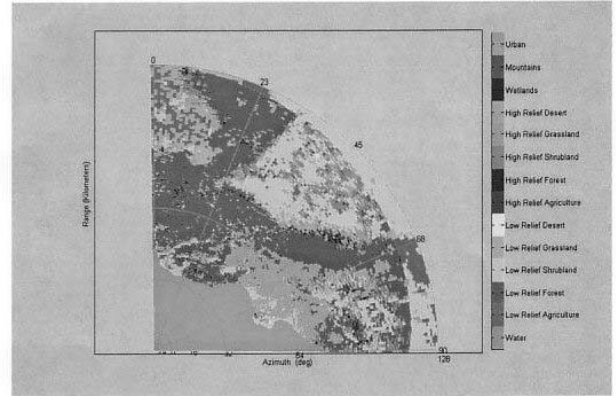 0
23
45
68
90
128
64
Range (Kilometers)
Azimuth (deg)
Urban
Mountains
Wetlands
High Relief Desert
High Relief Grassland
High Relief Shrubland
High Relief Forest
High Relief Agriculture
Low Relief Desert
Low Relief Grassland
Low Relief Shrubland
Low Relief Forest
Low Relief Agriculture
Water